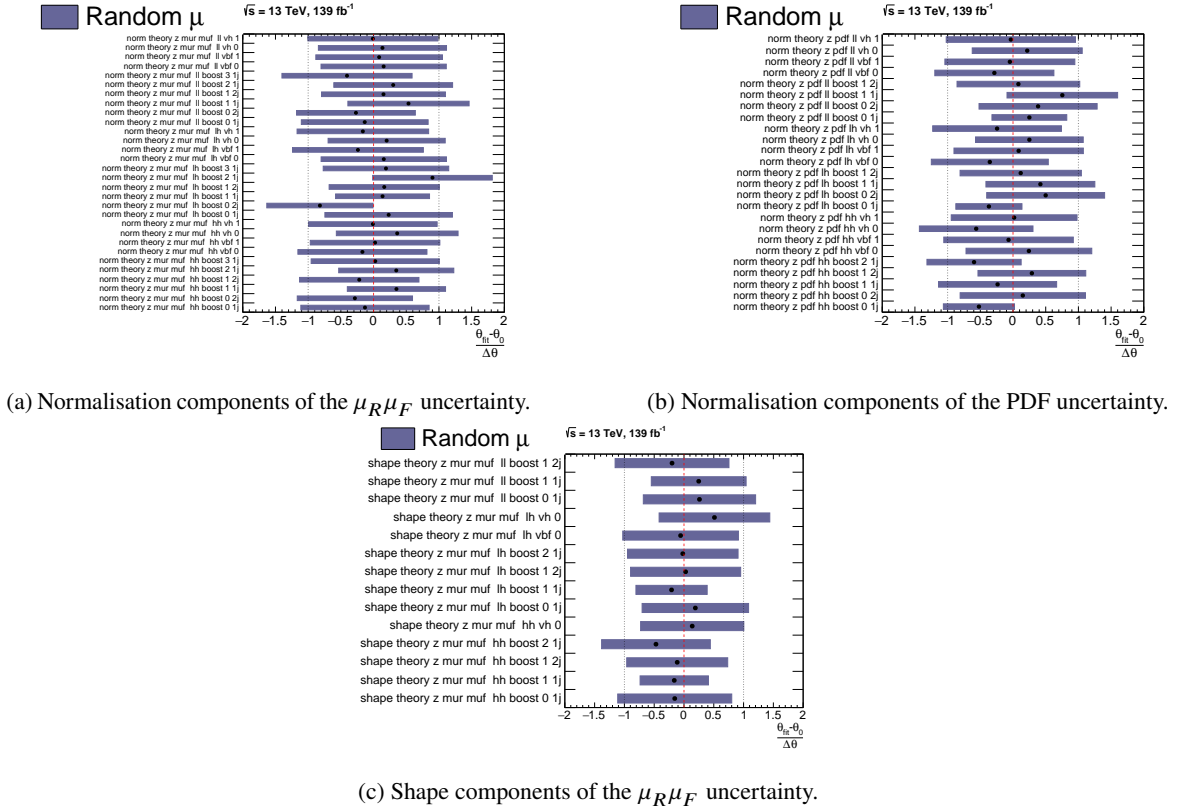 Random μ
√s = 13 TeV, 139 fb-1
norm theory z mur muf ll vh 1
norm theory z mur muf ll vh 0
norm theory z mur muf ll vbf 1
norm theory z mur muf ll vbf 0
norm theory z mur muf ll boost 3 1j
norm theory z mur muf ll boost 2 1j
norm theory z mur muf ll boost 1 2j
norm theory z mur muf ll boost 1 1j
norm theory z mur muf ll boost 0 2j
norm theory z mur muf ll boost 0 1j
norm theory z mur muf lh vh 1
norm theory z mur muf lh vh 0
norm theory z mur muf lh vbf 1
norm theory z mur muf lh vbf 0
norm theory z mur muf lh boost 3 1j
norm theory z mur muf lh boost 2 1j
norm theory z mur muf lh boost 1 2j
norm theory z mur muf lh boost 1 1j
norm theory z mur muf lh boost 0 2j
norm theory z mur muf lh boost 0 1j
norm theory z mur muf hh vh 1
norm theory z mur muf hh vh 0
norm theory z mur muf hh vbf 1
norm theory z mur muf hh vbf 0
norm theory z mur muf hh boost 3 1j
norm theory z mur muf hh boost 2 1j
norm theory z mur muf hh boost 1 2j
norm theory z mur muf hh boost 1 1j
norm theory z mur muf hh boost 0 2j
norm theory z mur muf hh boost 0 1j
−2 −1.5 −1 −0.5 0 0.5 1 1.5 2
θfit-θ0
Δθ
(a) Normalisation components of the μRμF uncertainty.
Random μ
√s = 13 TeV, 139 fb-1
norm theory z pdf ll vh 1
norm theory z pdf ll vh 0
norm theory z pdf ll vbf 1
norm theory z pdf ll vbf 0
norm theory z pdf ll boost 1 2j
norm theory z pdf ll boost 1 1j
norm theory z pdf ll boost 0 2j
norm theory z pdf ll boost 0 1j
norm theory z pdf lh vh 1
norm theory z pdf lh vh 0
norm theory z pdf lh vbf 1
norm theory z pdf lh vbf 0
norm theory z pdf lh boost 1 2j
norm theory z pdf lh boost 1 1j
norm theory z pdf lh boost 0 2j
norm theory z pdf lh boost 0 1j
norm theory z pdf hh vh 1
norm theory z pdf hh vh 0
norm theory z pdf hh vbf 1
norm theory z pdf hh vbf 0
norm theory z pdf hh boost 2 1j
norm theory z pdf hh boost 1 2j
norm theory z pdf hh boost 1 1j
norm theory z pdf hh boost 0 2j
norm theory z pdf hh boost 0 1j
−2 −1.5 −1 −0.5 0 0.5 1 1.5 2
θfit-θ0
Δθ
(b) Normalisation components of the PDF uncertainty.
Random μ
√s = 13 TeV, 139 fb-1
shape theory z mur muf ll boost 1 2j
shape theory z mur muf ll boost 1 1j
shape theory z mur muf ll boost 0 1j
shape theory z mur muf lh vh 0
shape theory z mur muf lh vbf 0
shape theory z mur muf lh boost 2 1j
shape theory z mur muf lh boost 1 2j
shape theory z mur muf lh boost 1 1j
shape theory z mur muf lh boost 0 1j
shape theory z mur muf hh vh 0
shape theory z mur muf hh boost 2 1j
shape theory z mur muf hh boost 1 2j
shape theory z mur muf hh boost 1 1j
shape theory z mur muf hh boost 0 1j
−2 −1.5 −1 −0.5 0 0.5 1 1.5 2
θfit-θ0
Δθ
(c) Shape components of the μRμF uncertainty.